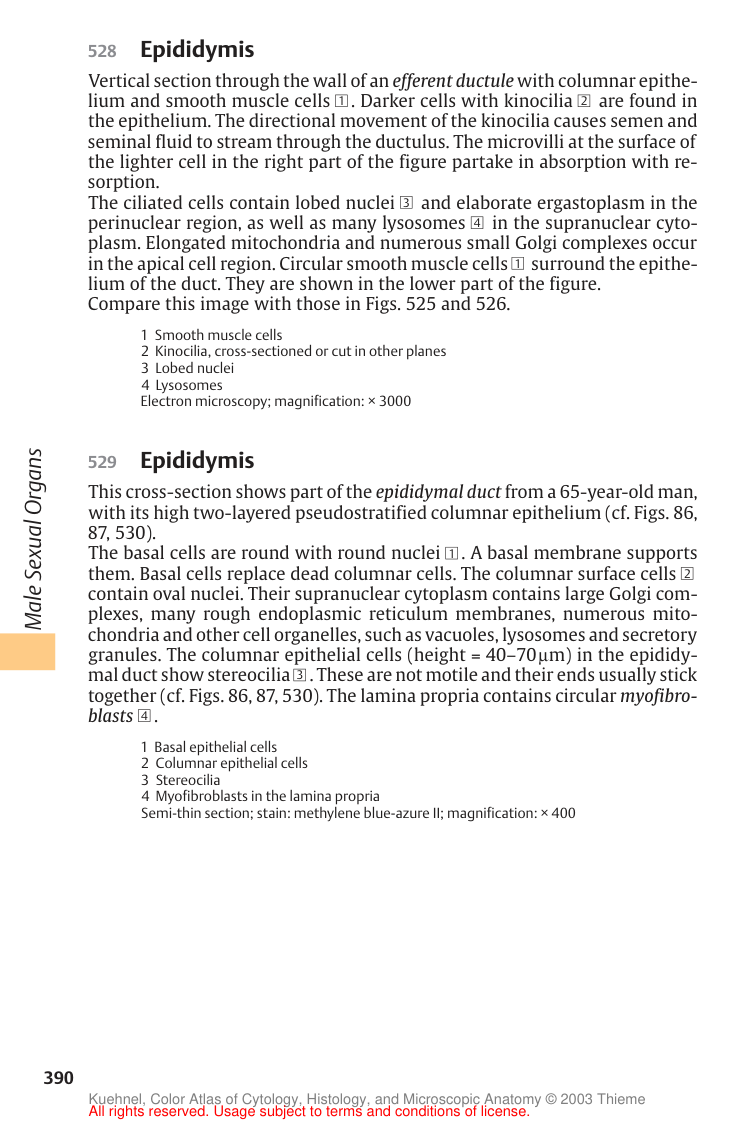 528 Epididymis
Vertical section through the wall of an efferent ductule with columnar epithe-
lium and smooth muscle cells 1. Darker cells with kinocilia 2 are found in
the epithelium. The directional movement of the kinocilia causes semen and
seminal fluid to stream through the ductulus. The microvilli at the surface of
the lighter cell in the right part of the figure partake in absorption with re-
sorption.
The ciliated cells contain lobed nuclei 3 and elaborate ergastoplasm in the
perinuclear region, as well as many lysosomes 4 in the supranuclear cyto-
plasm. Elongated mitochondria and numerous small Golgi complexes occur
in the apical cell region. Circular smooth muscle cells 1 surround the epithe-
lium of the duct. They are shown in the lower part of the figure.
Compare this image with those in Figs. 525 and 526.
1 Smooth muscle cells
2 Kinocilia, cross-sectioned or cut in other planes
3 Lobed nuclei
4 Lysosomes
Electron microscopy; magnification: × 3000
529 Epididymis
This cross-section shows part of the epididymal duct from a 65-year-old man,
with its high two-layered pseudostratified columnar epithelium (cf. Figs. 86,
87, 530).
The basal cells are round with round nuclei 1. A basal membrane supports
them. Basal cells replace dead columnar cells. The columnar surface cells 2
contain oval nuclei. Their supranuclear cytoplasm contains large Golgi com-
plexes, many rough endoplasmic reticulum membranes, numerous mito-
chondria and other cell organelles, such as vacuoles, lysosomes and secretory
granules. The columnar epithelial cells (height = 40–70 µm) in the epididy-
mal duct show stereocilia 3. These are not motile and their ends usually stick
together (cf. Figs. 86, 87, 530). The lamina propria contains circular myofibro-
blasts 4.
1 Basal epithelial cells
2 Columnar epithelial cells
3 Stereocilia
4 Myofibroblasts in the lamina propria
Semi-thin section; stain: methylene blue-azure II; magnification: × 400
Male Sexual Organs
390
Kuehnel, Color Atlas of Cytology, Histology, and Microscopic Anatomy © 2003 Thieme
All rights reserved. Usage subject to terms and conditions of license.